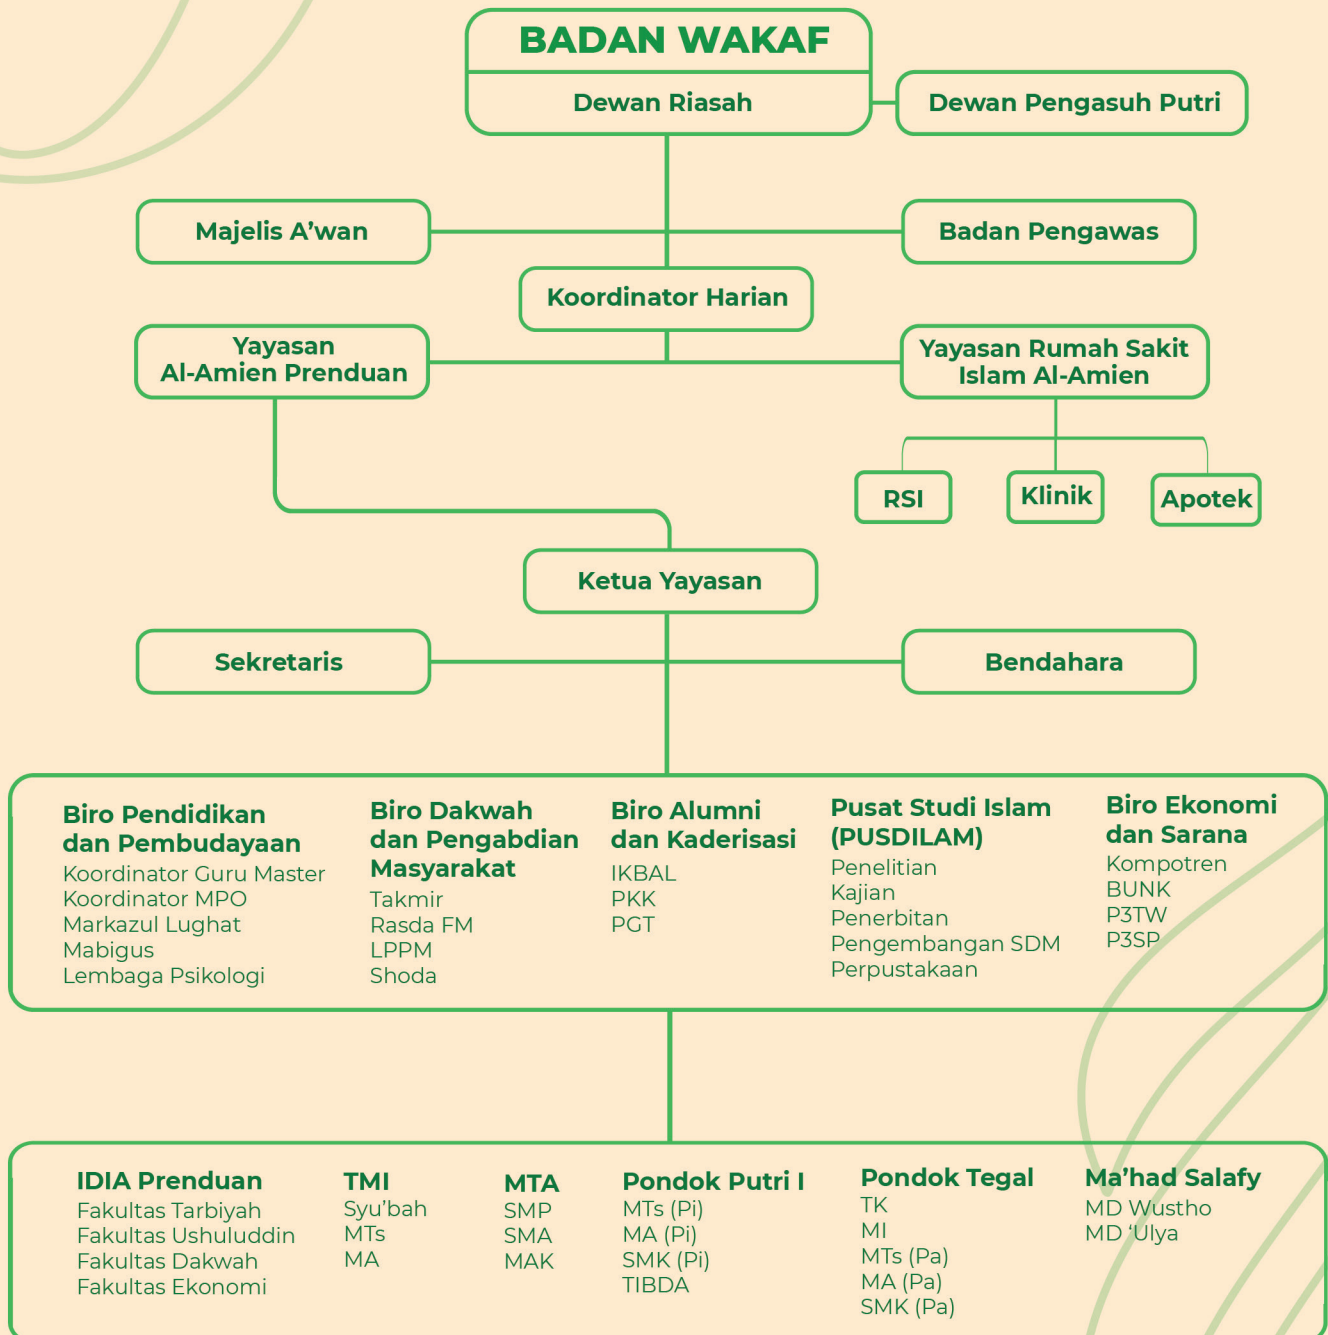 BADAN WAKAF
Dewan Riasah
Dewan Pengasuh Putri
Majelis A’wan
Badan Pengawas
Koordinator Harian
Yayasan
Al-Amien Prenduan
Yayasan Rumah Sakit
Islam Al-Amien
RSI
Klinik
Apotek
Ketua Yayasan
Sekretaris
Bendahara
Biro Pendidikan
dan Pembudayaan
Koordinator Guru Master
Koordinator MPO
Markazul Lughat
Mabigus
Lembaga Psikologi
Biro Dakwah
dan Pengabdian
Masyarakat
Takmir
Rasda FM
LPPM
Shoda
Biro Alumni
dan Kaderisasi
IKBAL
PKK
PGT
Pusat Studi Islam
(PUSDILAM)
Penelitian
Kajian
Penerbitan
Pengembangan SDM
Perpustakaan
Biro Ekonomi
dan Sarana
Kompotren
BUNK
P3TW
P3SP
IDIA Prenduan
Fakultas Tarbiyah
Fakultas Ushuluddin
Fakultas Dakwah
Fakultas Ekonomi
TMI
Syu’bah
MTs
MA
MTA
SMP
SMA
MAK
Pondok Putri I
MTs (Pi)
MA (Pi)
SMK (Pi)
TIBDA
Pondok Tegal
TK
MI
MTs (Pa)
MA (Pa)
SMK (Pa)
Ma’had Salafy
MD Wustho
MD ‘Ulya